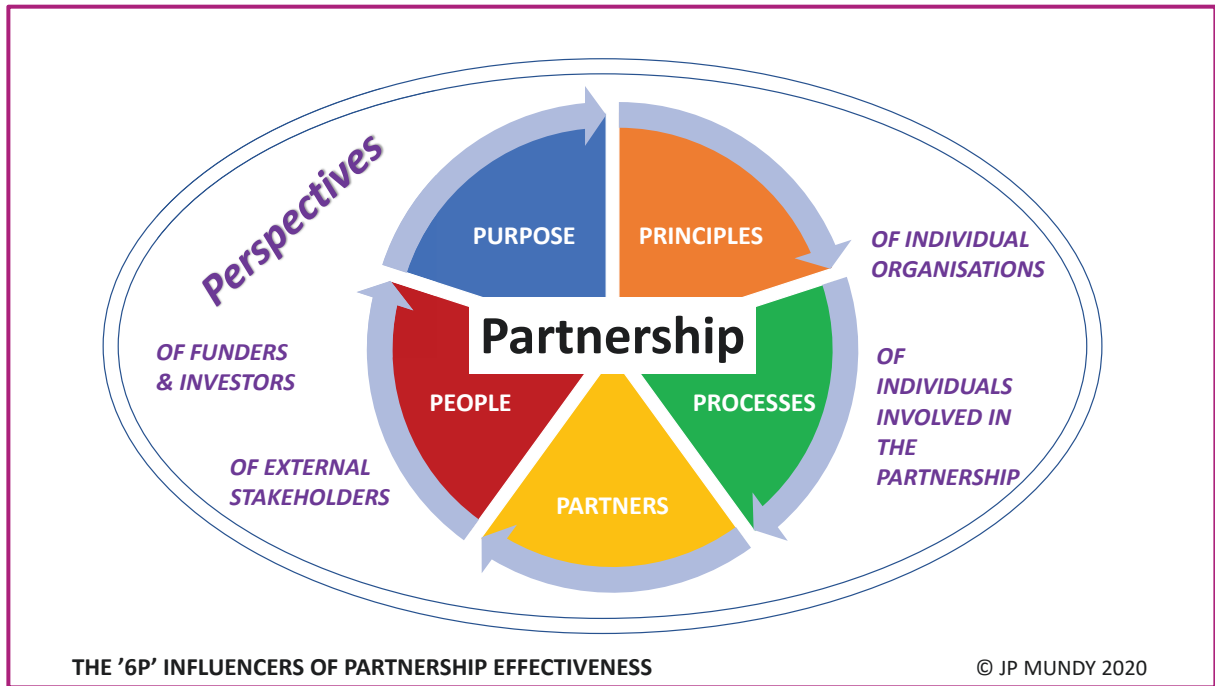 Perspectives
PURPOSE
PRINCIPLES
OF INDIVIDUAL
ORGANISATIONS
Partnership
OF FUNDERS
& INVESTORS
OF
INDIVIDUALS
INVOLVED IN
THE
PARTNERSHIP
PEOPLE
PROCESSES
OF EXTERNAL
STAKEHOLDERS
PARTNERS
THE ’6P’ INFLUENCERS OF PARTNERSHIP EFFECTIVENESS
© JP MUNDY 2020